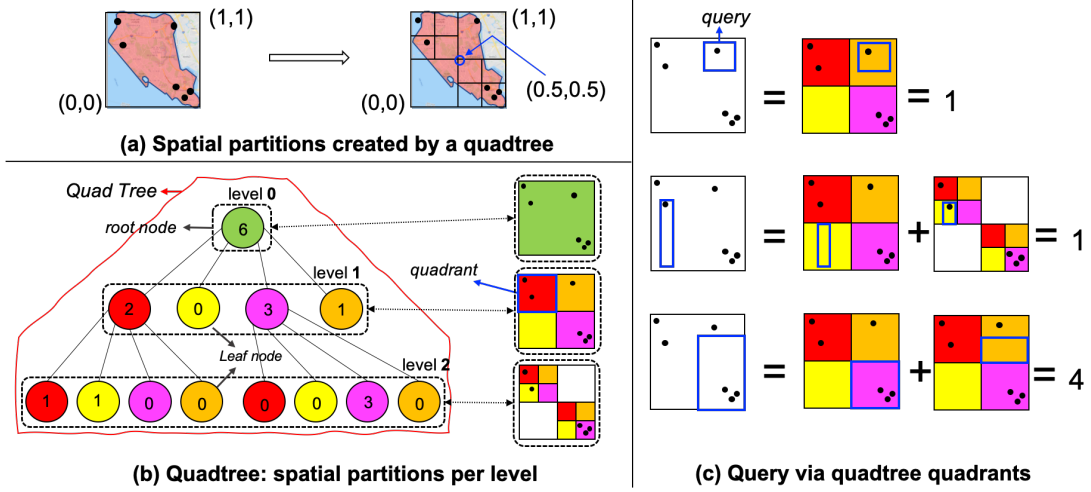 (1,1)
(1,1)
(0,0)
(0,0)
(0.5,0.5)
(a) Spatial partitions created by a quadtree
Quad Tree
level 0
root node
6
level 1
quadrant
2
0
3
1
Leaf node
level 2
1
1
0
0
0
0
3
0
(b) Quadtree: spatial partitions per level
query
=
= 1
=
+
= 1
=
+
= 4
(c) Query via quadtree quadrants